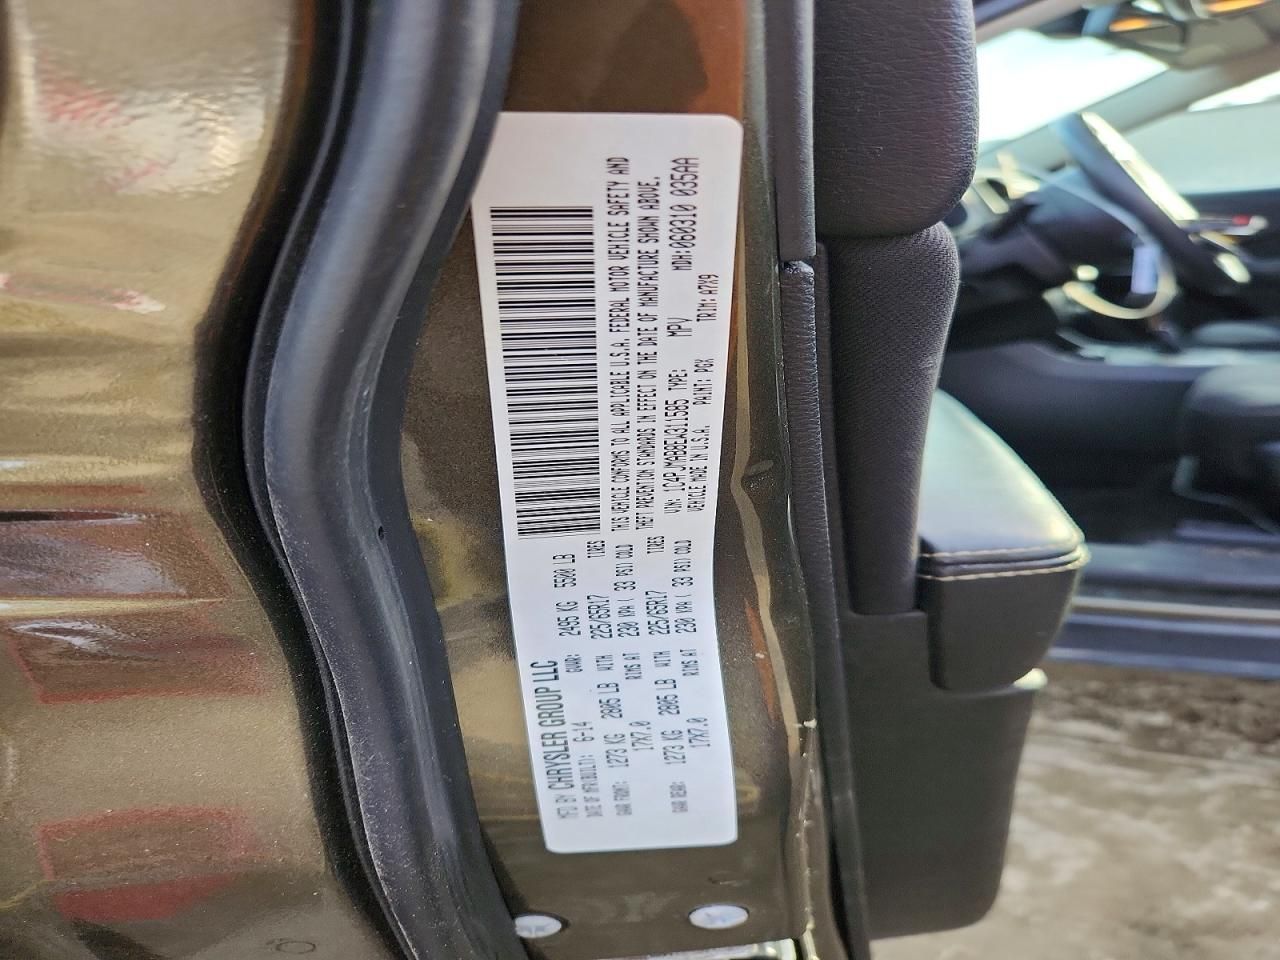 MFD BY CHRYSLER GROUP LLC
DATE OF MFR(BUILT): 6-14 GVWR: 2495 KG 5500 LB
GAWR FRONT: 1273 KG 2805 LB WITH 225/65R17 TIRES
17X7.0 RIMS AT 230 KPA ( 33 PSI) COLD
GAWR REAR: 1273 KG 2805 LB WITH 225/65R17 TIRES
17X7.0 RIMS AT 230 KPA ( 33 PSI) COLD
THIS VEHICLE CONFORMS TO ALL APPLICABLE U.S.A. FEDERAL MOTOR VEHICLE SAFETY AND
THEFT PREVENTION STANDARDS IN EFFECT ON THE DATE OF MANUFACTURE SHOWN ABOVE.
VIN: 1C4PJMAB8EW311585 TYPE: MPV MDH:060310 035AA
VEHICLE MADE IN U.S.A. PAINT: PGX TRIM:A7X9